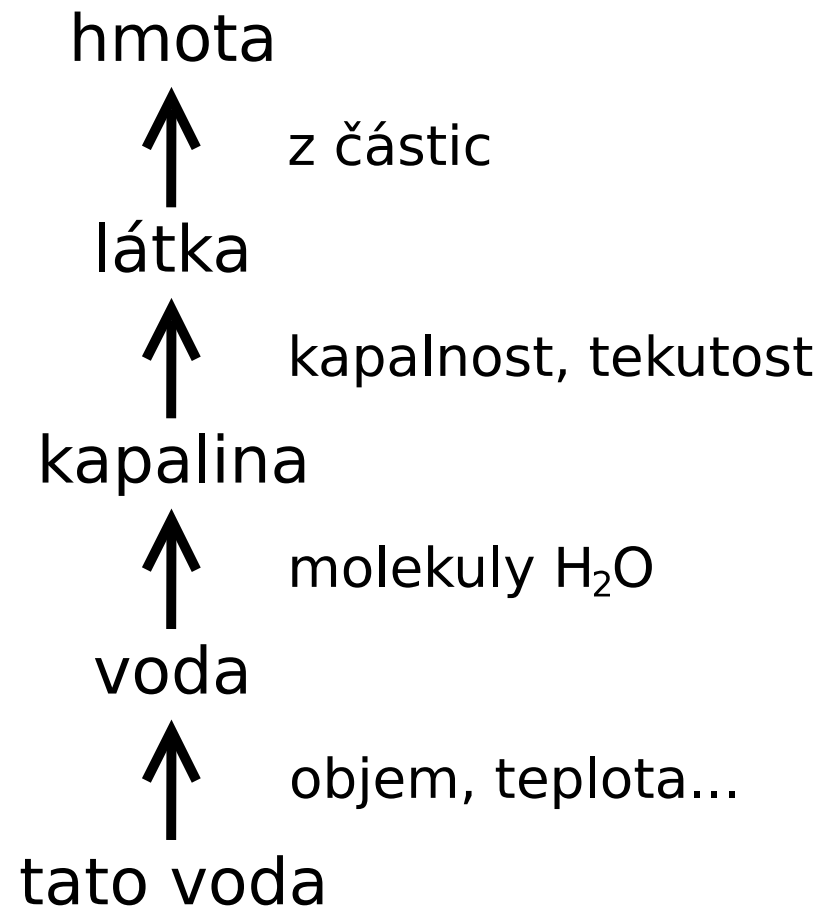 hmota
z částic
látka
kapalnost, tekutost
kapalina
molekuly H₂O
voda
objem, teplota...
tato voda